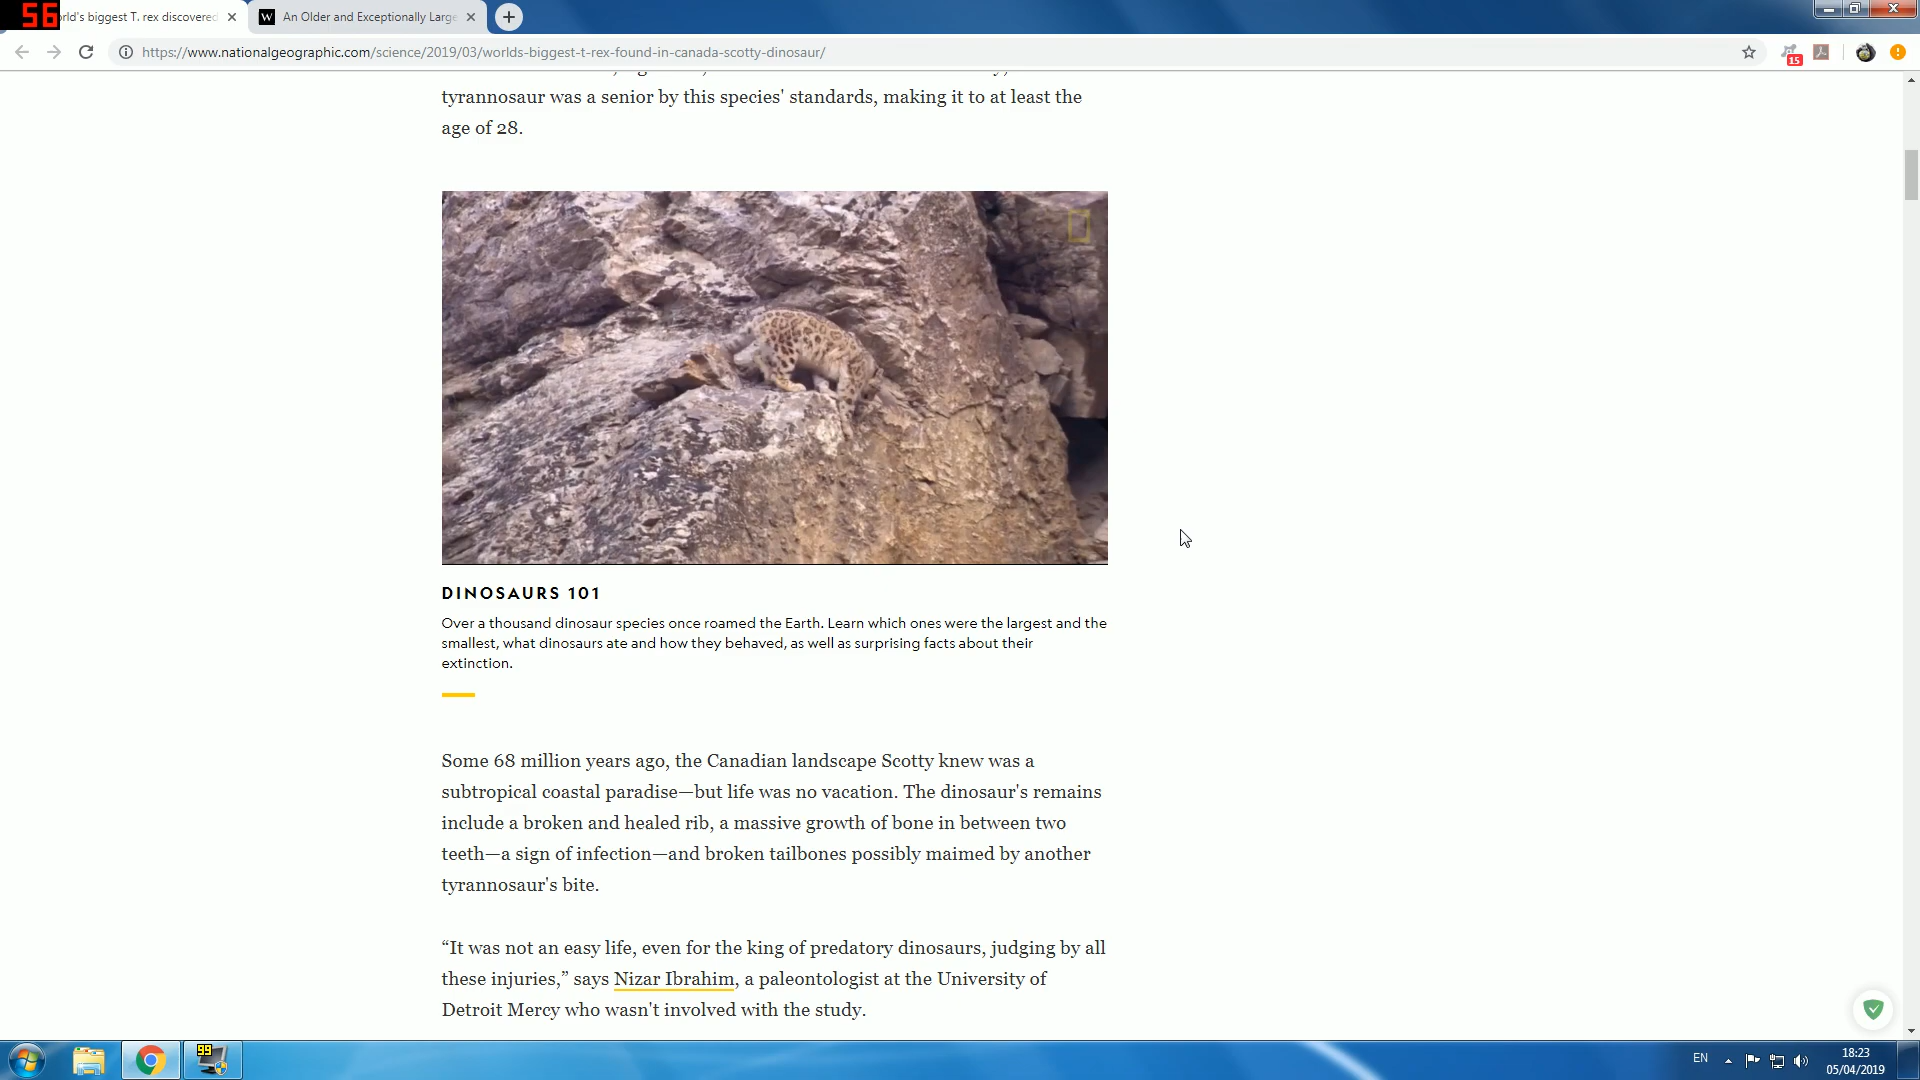 56
rld's biggest T. rex discovered
An Older and Exceptionally Large
https://www.nationalgeographic.com/science/2019/03/worlds-biggest-t-rex-found-in-canada-scotty-dinosaur/
15
tyrannosaur was a senior by this species' standards, making it to at least the
age of 28.
DINOSAURS 101
Over a thousand dinosaur species once roamed the Earth. Learn which ones were the largest and the
smallest, what dinosaurs ate and how they behaved, as well as surprising facts about their
extinction.
Some 68 million years ago, the Canadian landscape Scotty knew was a
subtropical coastal paradise—but life was no vacation. The dinosaur's remains
include a broken and healed rib, a massive growth of bone in between two
teeth—a sign of infection—and broken tailbones possibly maimed by another
tyrannosaur's bite.
“It was not an easy life, even for the king of predatory dinosaurs, judging by all
these injuries,” says Nizar Ibrahim, a paleontologist at the University of
Detroit Mercy who wasn't involved with the study.
99
EN
18:23
05/04/2019